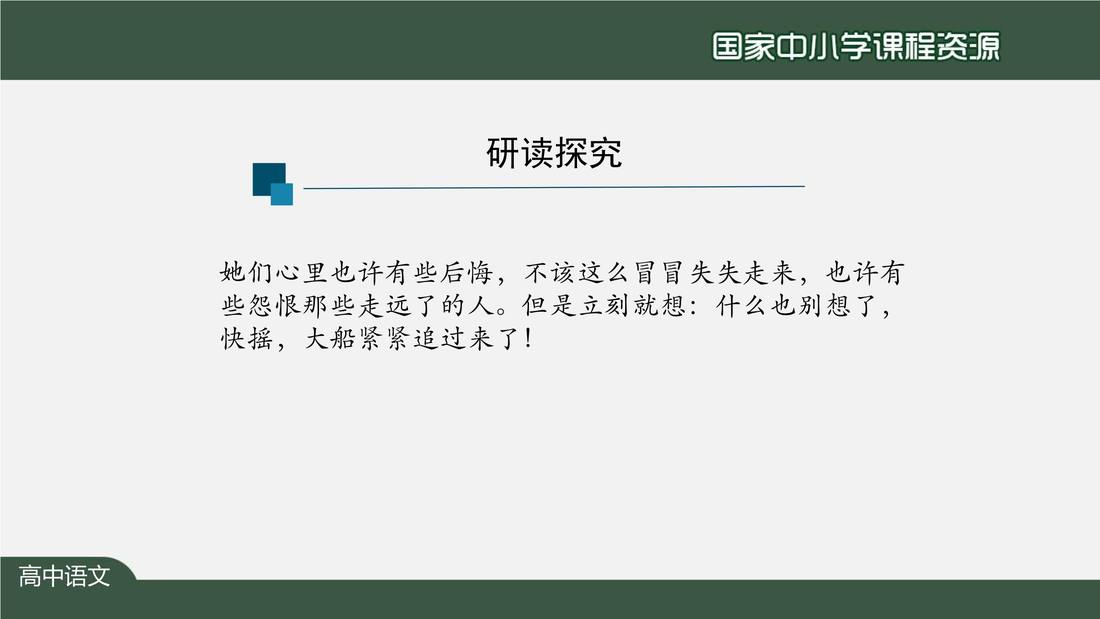 国家中小学课程资源
研读探究
她们心里也许有些后悔，不该这么冒冒失失走来，也许有
些怨恨那些走远了的人。但是立刻就想：什么也别想了，
快摇，大船紧紧追过来了！
高中语文